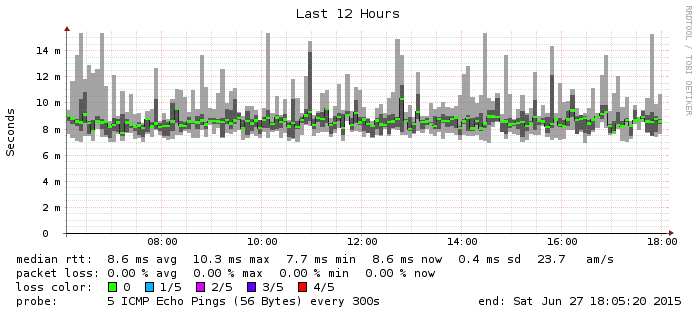 Last 12 Hours
RRDTOOL / TOBI OETIKER
Seconds
14 m
12 m
10 m
8 m
6 m
4 m
2 m
0
08:00 10:00 12:00 14:00 16:00 18:00
median rtt: 8.6 ms avg 10.3 ms max 7.7 ms min 8.6 ms now 0.4 ms sd 23.7 am/s
packet loss: 0.00 % avg 0.00 % max 0.00 % min 0.00 % now
loss color: 0 1/5 2/5 3/5 4/5
probe: 5 ICMP Echo Pings (56 Bytes) every 300s end: Sat Jun 27 18:05:20 2015